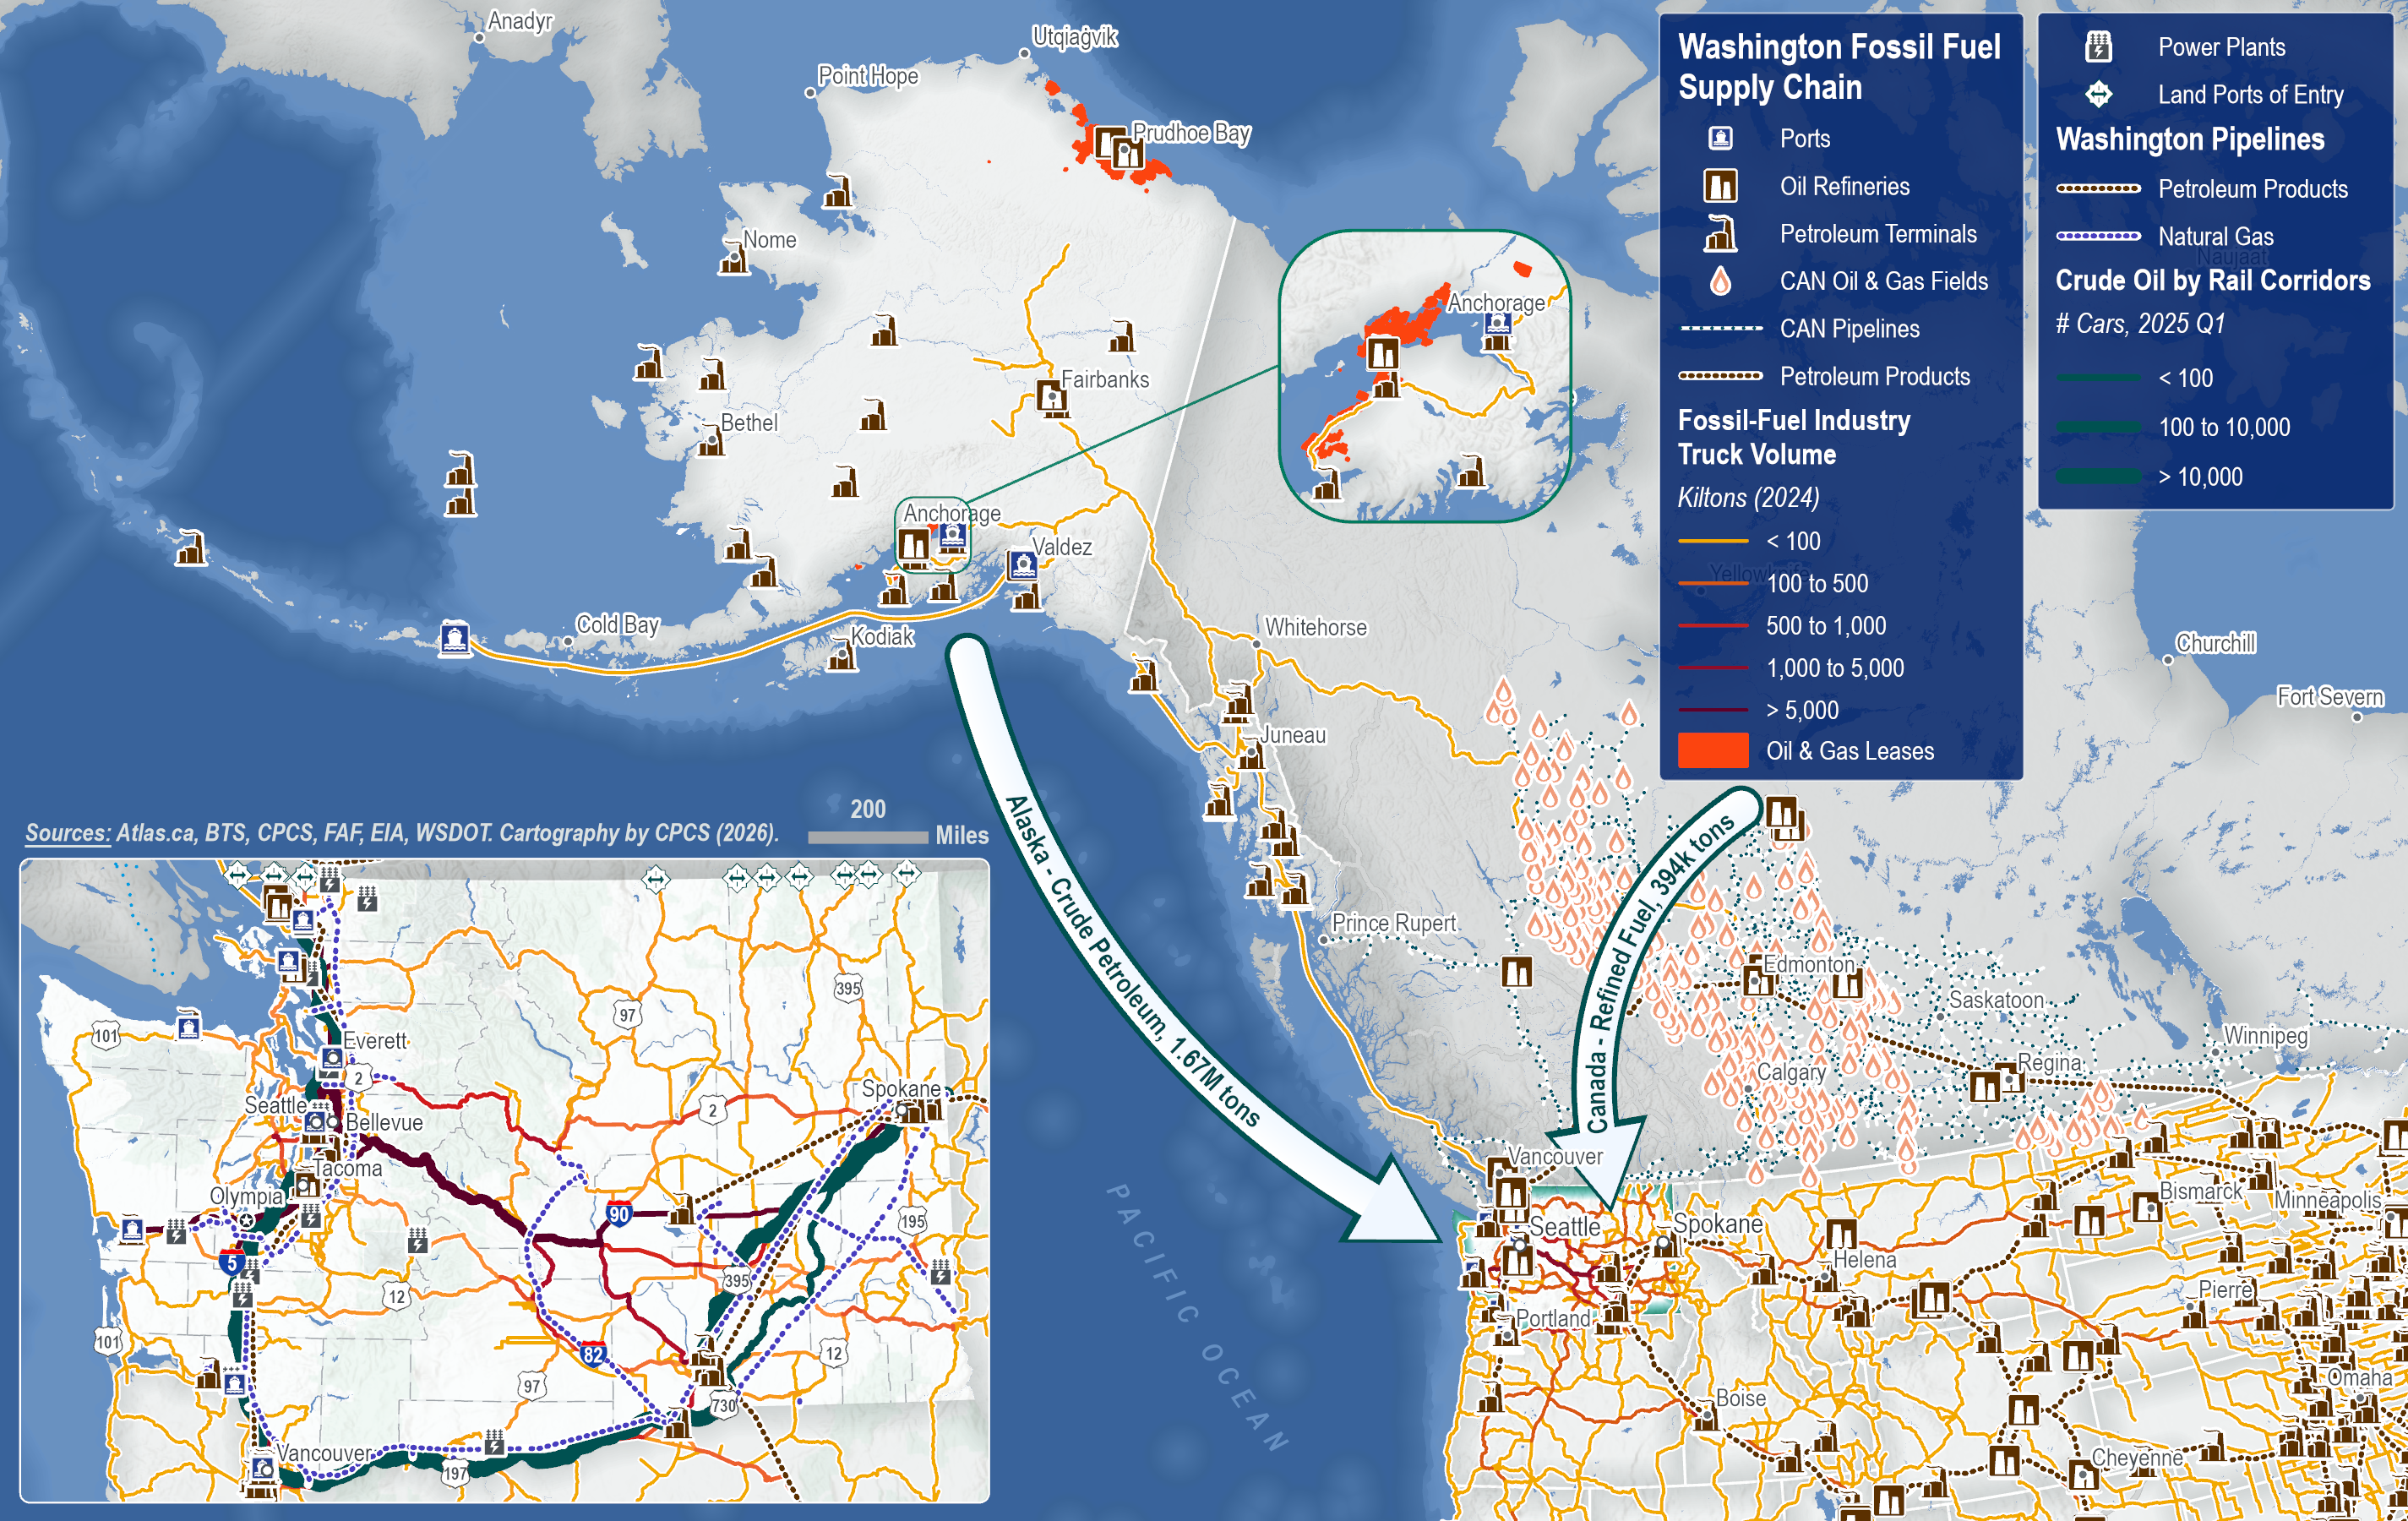 Anadyr
Utqiaġvik
Point Hope
Prudhoe Bay
Nome
Fairbanks
Bethel
Anchorage
Valdez
Cold Bay
Kodiak
Whitehorse
Juneau
Anchorage
Washington Fossil Fuel
Supply Chain
Ports
Oil Refineries
Petroleum Terminals
CAN Oil & Gas Fields
CAN Pipelines
Petroleum Products
Fossil-Fuel Industry
Truck Volume
Kiltons (2024)
< 100
100 to 500
Yellowknife
500 to 1,000
1,000 to 5,000
> 5,000
Oil & Gas Leases
Power Plants
Land Ports of Entry
Washington Pipelines
Petroleum Products
Natural Gas
Naujaat
Crude Oil by Rail Corridors
# Cars, 2025 Q1
< 100
100 to 10,000
> 10,000
Churchill
Fort Severn
Alaska - Crude Petroleum, 1.67M tons
Canada - Refined Fuel, 394k tons
Prince Rupert
Edmonton
Saskatoon
Winnipeg
Regina
Calgary
Vancouver
Seattle
Spokane
Portland
Helena
Bismarck
Minneapolis
Pierre
Boise
Omaha
Cheyenne
PACIFIC OCEAN
Sources: Atlas.ca, BTS, CPCS, FAF, EIA, WSDOT. Cartography by CPCS (2026).
200
Miles
101
97
395
Everett
2
Seattle
Bellevue
2
Spokane
Tacoma
Olympia
90
195
5
395
12
101
82
12
97
730
Vancouver
197